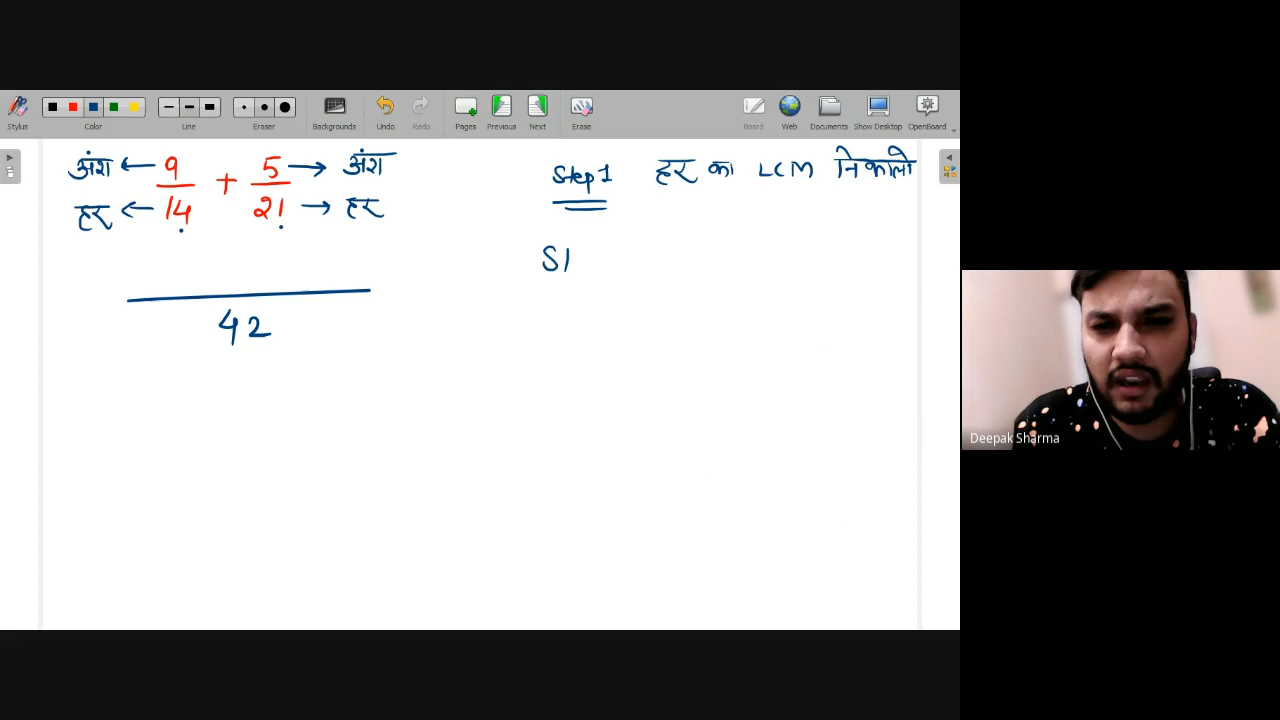 Stylus Color Line Eraser Backgrounds Undo Redo Pages Previous Next Erase Board Web Documents Show Desktop OpenBoard
अंश ← 9 + 5 → अंश
हर ← 14 21 → हर
42
Step 1 हर का LCM निकालो
St
Deepak Sharma